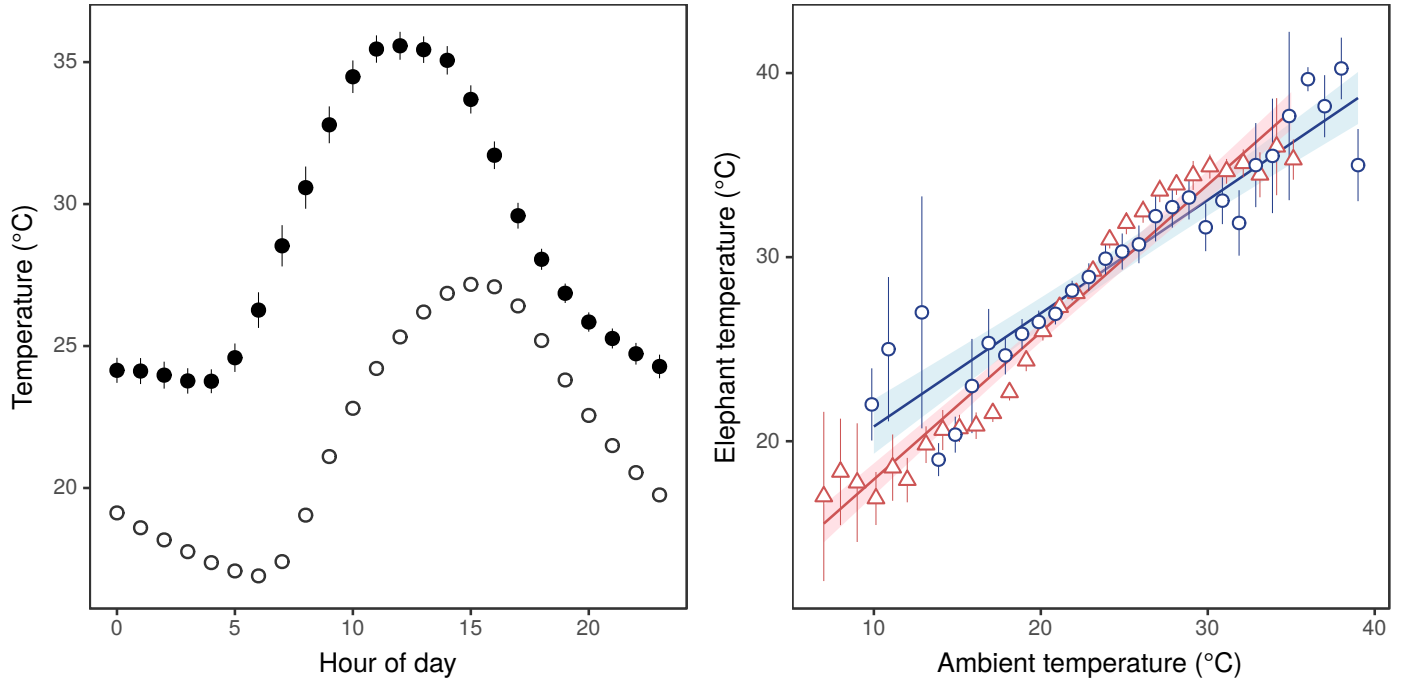 Temperature (°C)
35
30
25
20
0 5 10 15 20
Hour of day
Elephant temperature (°C)
40
30
20
10 20 30 40
Ambient temperature (°C)